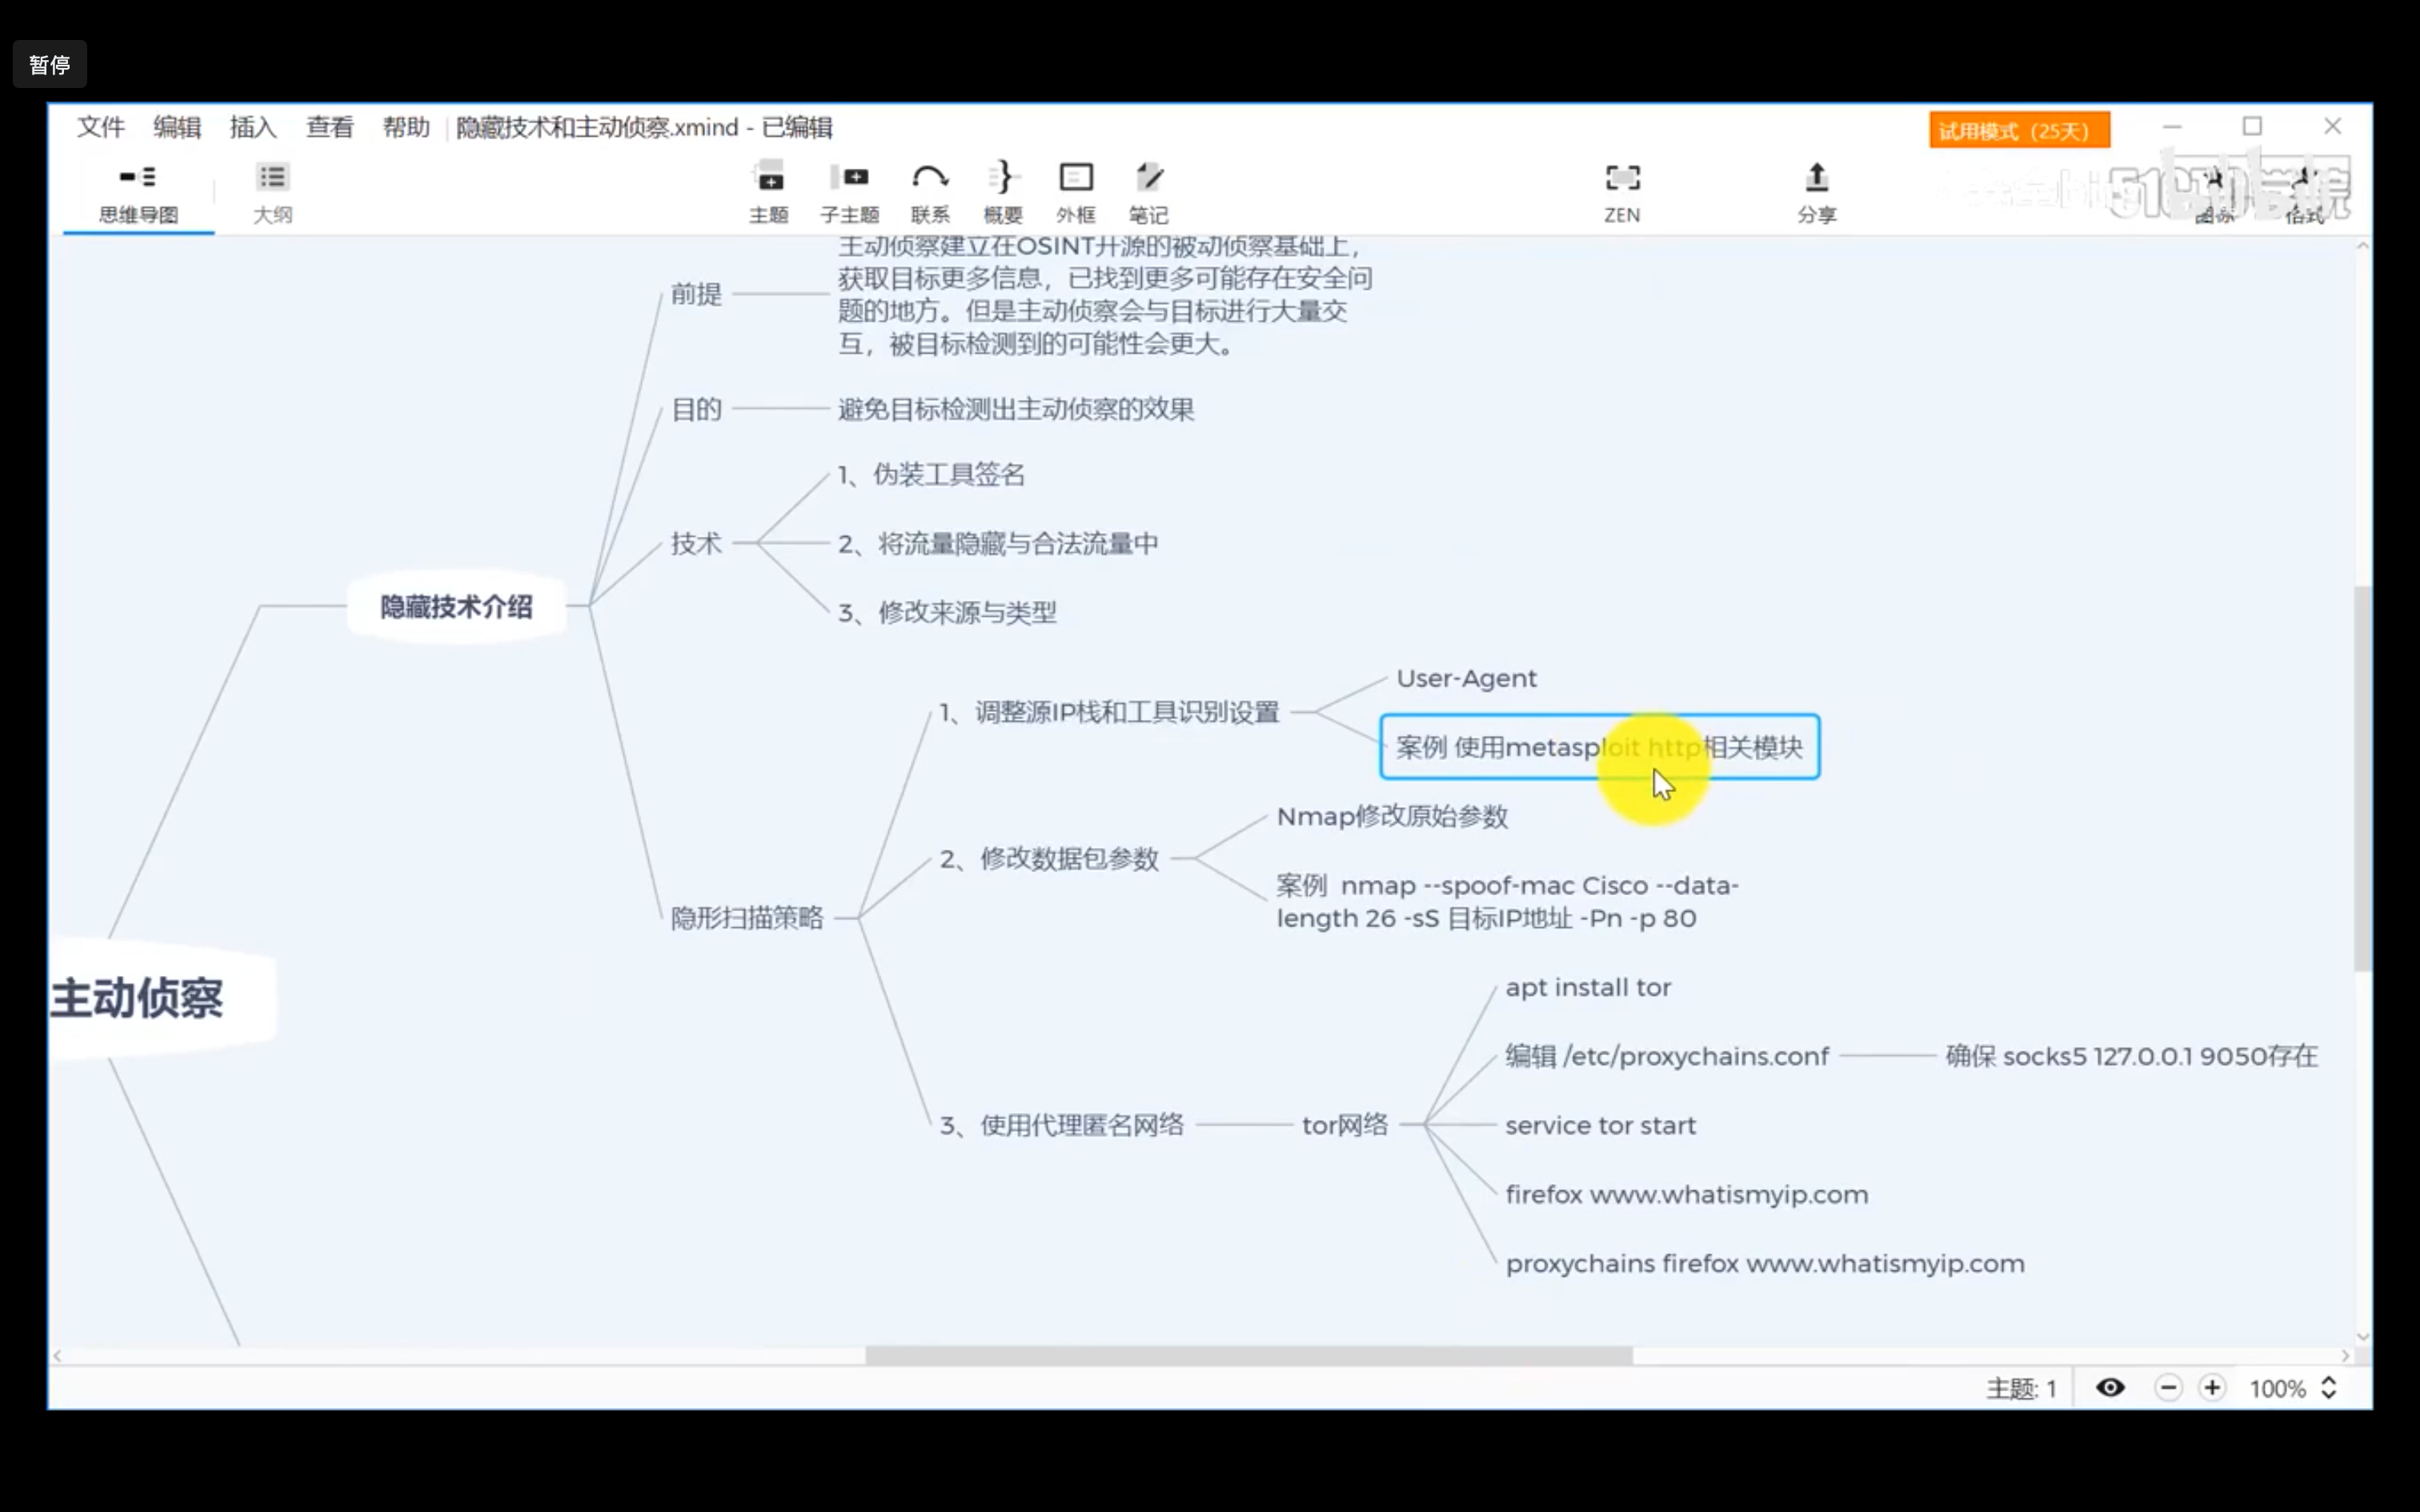 暂停
文件 编辑 插入 查看 帮助 隐藏技术和主动侦察.xmind - 已编辑
试用模式（25天）
思维导图 大纲 主题 子主题 联系 概要 外框 笔记 ZEN 分享 图标 格式
前提
主动侦察建立在OSINT开源的被动侦察基础上，
获取目标更多信息，已找到更多可能存在安全问
题的地方。但是主动侦察会与目标进行大量交
互，被目标检测到的可能性会更大。
目的
避免目标检测出主动侦察的效果
技术
1、伪装工具签名
2、将流量隐藏与合法流量中
3、修改来源与类型
隐藏技术介绍
隐形扫描策略
1、调整源IP栈和工具识别设置
User-Agent
案例 使用metasploit http相关模块
2、修改数据包参数
Nmap修改原始参数
案例 nmap --spoof-mac Cisco --data-
length 26 -sS 目标IP地址 -Pn -p 80
3、使用代理匿名网络
tor网络
apt install tor
编辑 /etc/proxychains.conf
确保 socks5 127.0.0.1 9050存在
service tor start
firefox www.whatismyip.com
proxychains firefox www.whatismyip.com
主动侦察
主题: 1
100%